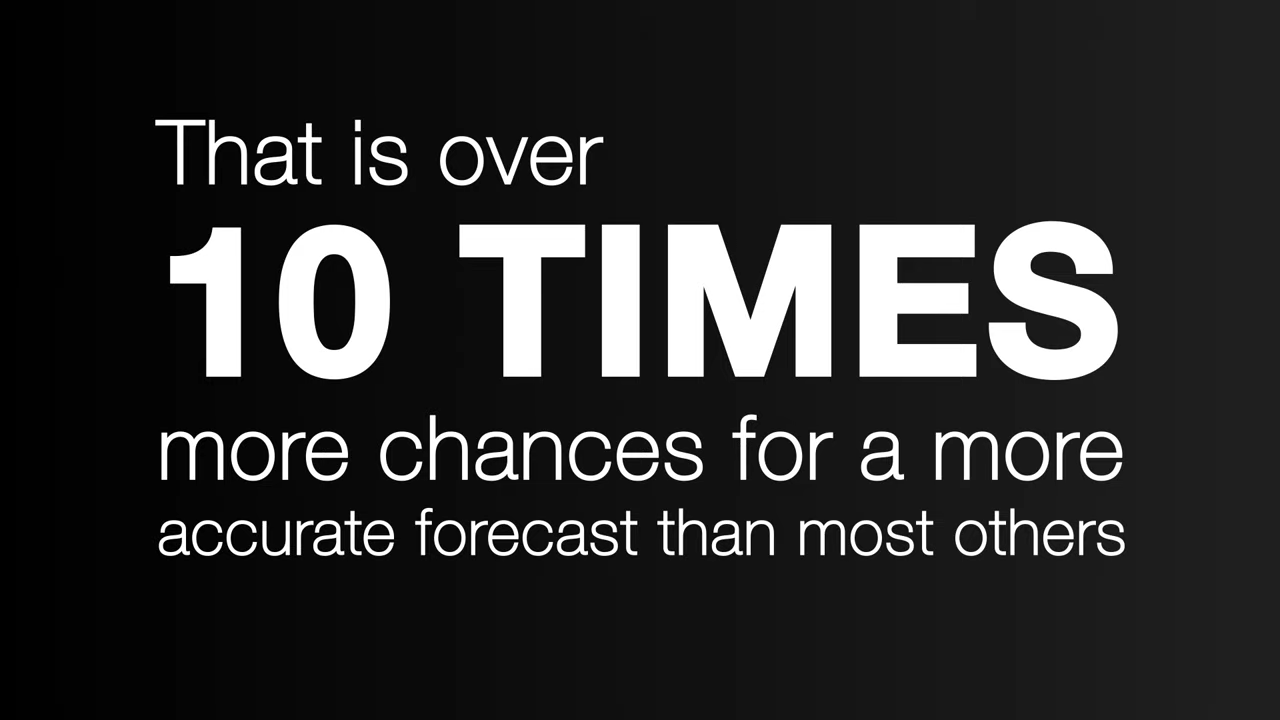 That is over
10 TIMES
more chances for a more
accurate forecast than most others